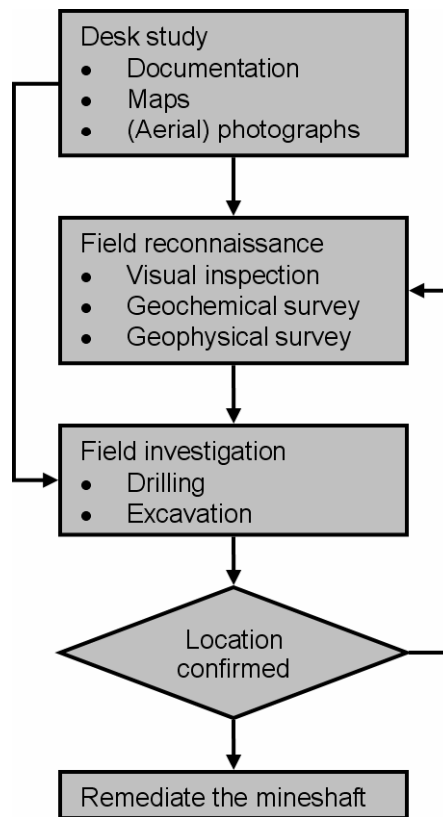 Desk study
• Documentation
• Maps
• (Aerial) photographs
Field reconnaissance
• Visual inspection
• Geochemical survey
• Geophysical survey
Field investigation
• Drilling
• Excavation
Location
confirmed
Remediate the mineshaft